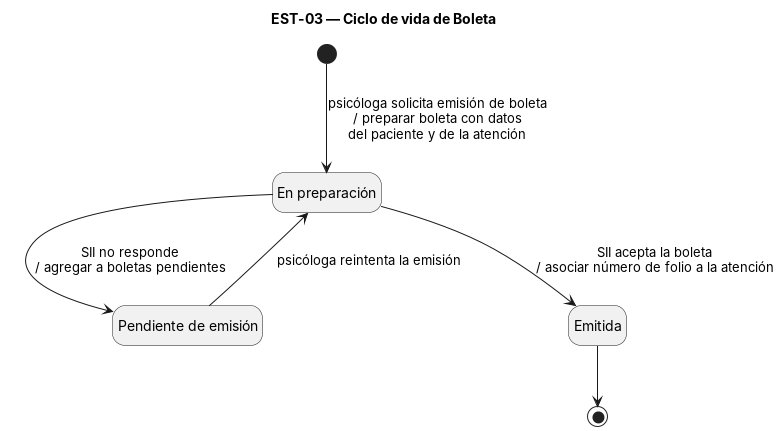 EST-03 — Ciclo de vida de Boleta
psicóloga solicita emisión de boleta
/ preparar boleta con datos
del paciente y de la atención
En preparación
SII no responde
/ agregar a boletas pendientes
psicóloga reintenta la emisión
SII acepta la boleta
/ asociar número de folio a la atención
Pendiente de emisión
Emitida